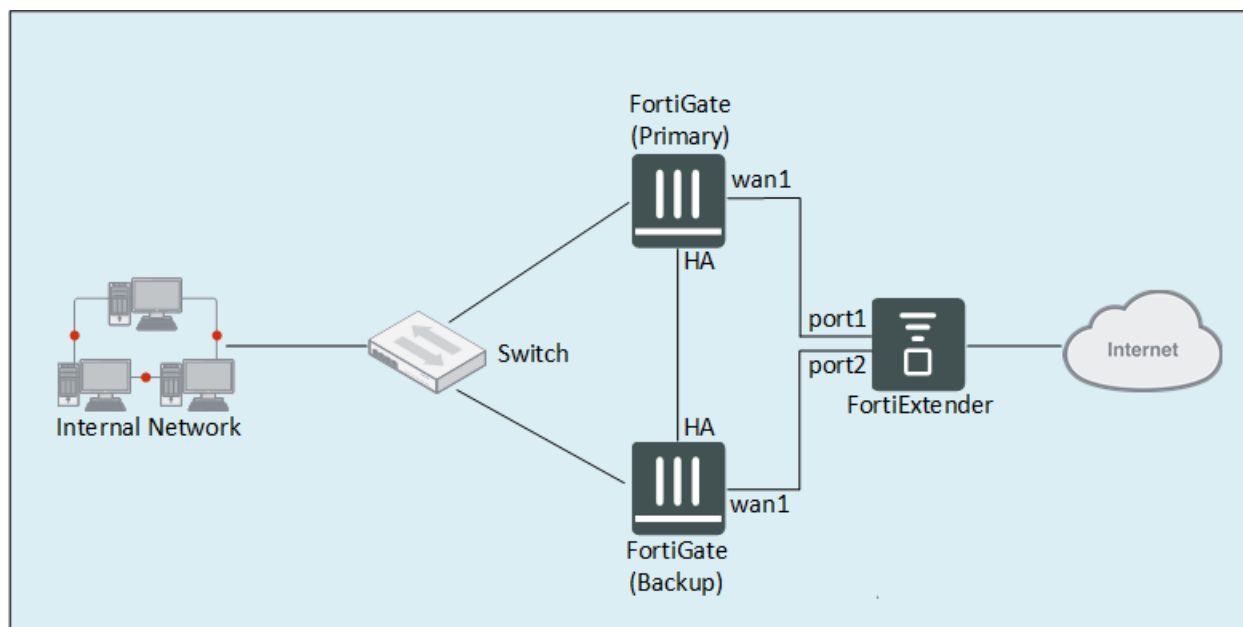 FortiGate
(Primary)
wan1
HA
port1
Switch
Internet
port2
FortiExtender
Internal Network
HA
wan1
FortiGate
(Backup)